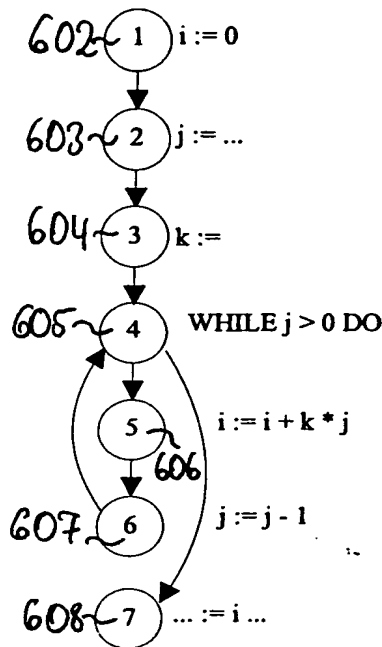 602 1 i := 0
603 2 j := ...
604 3 k :=
605 4 WHILE j > 0 DO
5 i := i + k * j
606
607 6 j := j - 1
608 7 ... := i ...